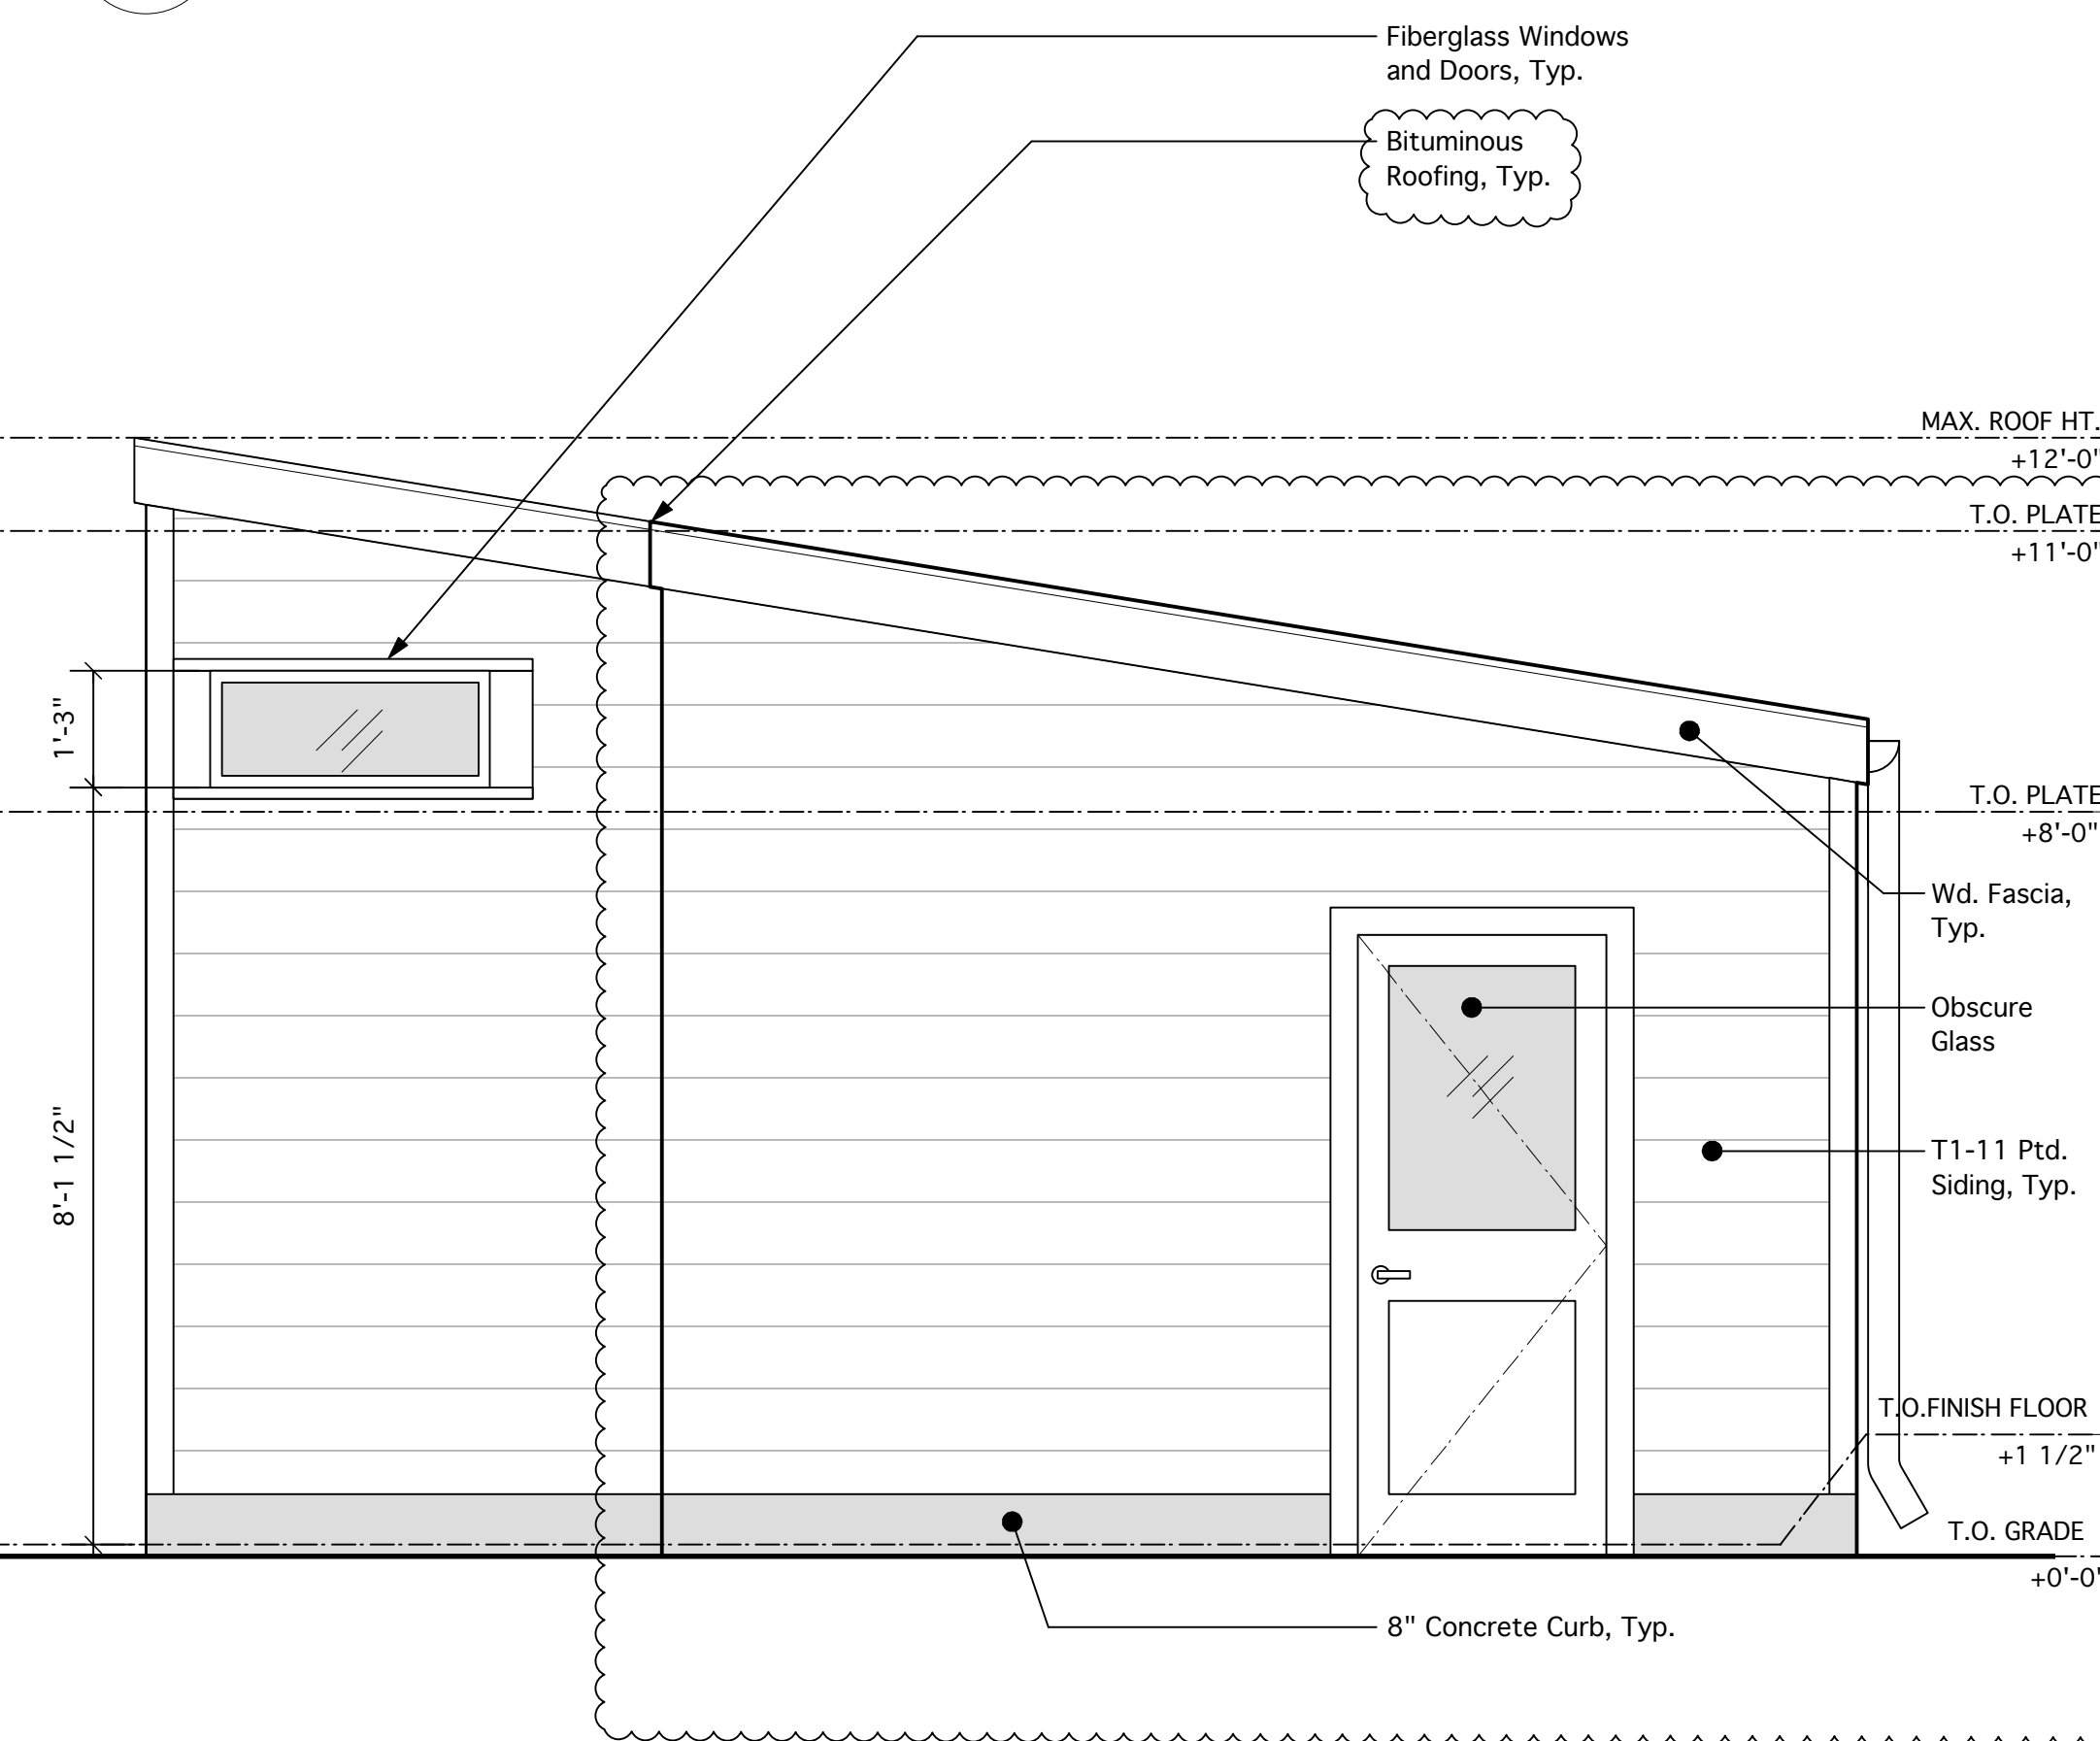 Fiberglass Windows
and Doors, Typ.
Bituminous
Roofing, Typ.
MAX. ROOF HT.
+12'-0"
T.O. PLATE
+11'-0"
1'-3"
T.O. PLATE
+8'-0"
Wd. Fascia,
Typ.
Obscure
Glass
8'-1 1/2"
T1-11 Ptd.
Siding, Typ.
T.O.FINISH FLOOR
+1 1/2"
T.O. GRADE
+0'-0"
8" Concrete Curb, Typ.